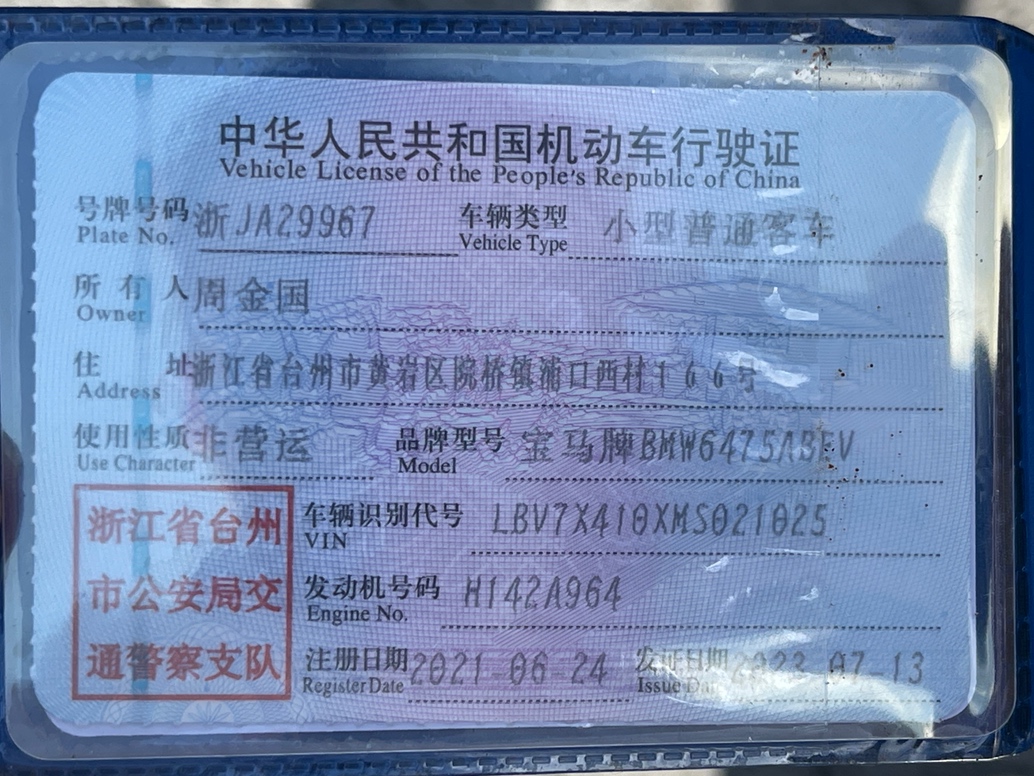 中华人民共和国机动车行驶证
Vehicle License of the People's Republic of China
号牌号码 浙JA29967 车辆类型 小型普通客车
Plate No. Vehicle Type
所有人 周金国
Owner
住址 浙江省台州市黄岩区院桥镇浦口西村166号
Address
使用性质 非营运 品牌型号 宝马牌BMW6475ABEV
Use Character Model
浙江省台州
市公安局交
通警察支队
车辆识别代号 LBV7X410XMS021025
VIN
发动机号码 H142A964
Engine No.
注册日期 2021-06-24 发证日期 2023-07-13
Register Date Issue Date